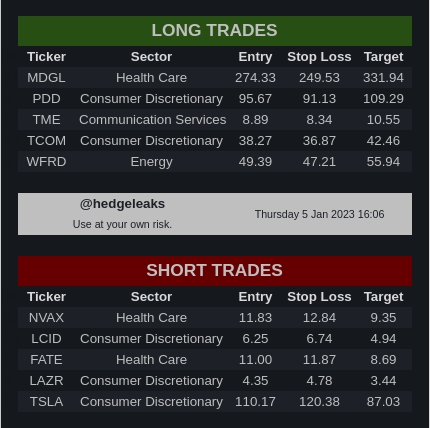 LONG TRADES
Ticker Sector Entry Stop Loss Target
MDGL Health Care 274.33 249.53 331.94
PDD Consumer Discretionary 95.67 91.13 109.29
TME Communication Services 8.89 8.34 10.55
TCOM Consumer Discretionary 38.27 36.87 42.46
WFRD Energy 49.39 47.21 55.94
@hedgeleaks
Use at your own risk.
Thursday 5 Jan 2023 16:06
SHORT TRADES
Ticker Sector Entry Stop Loss Target
NVAX Health Care 11.83 12.84 9.35
LCID Consumer Discretionary 6.25 6.74 4.94
FATE Health Care 11.00 11.87 8.69
LAZR Consumer Discretionary 4.35 4.78 3.44
TSLA Consumer Discretionary 110.17 120.38 87.03